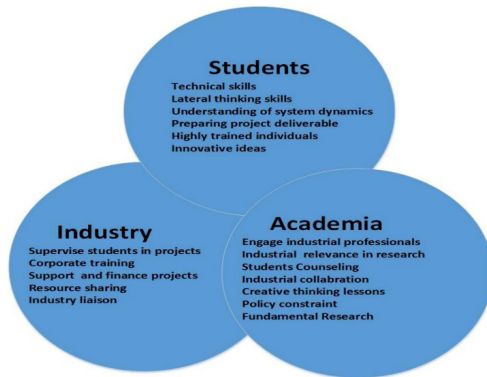 Students
Technical skills
Lateral thinking skills
Understanding of system dynamics
Preparing project deliverable
Highly trained individuals
Innovative ideas
Industry
Supervise students in projects
Corporate training
Support and finance projects
Resource sharing
Industry liaison
Academia
Engage industrial professionals
Industrial relevance in research
Students Counseling
Industrial collabration
Creative thinking lessons
Policy constraint
Fundamental Research